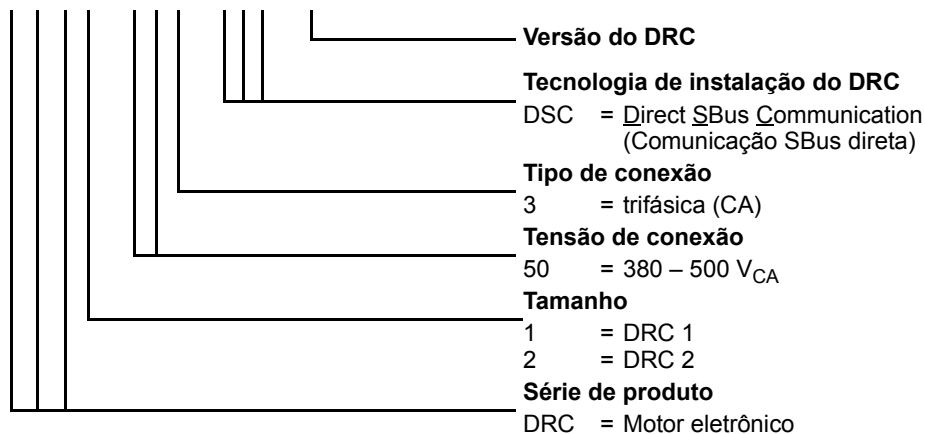 Versão do DRC
Tecnologia de instalação do DRC
DSC = Direct SBus Communication
(Comunicação SBus direta)
Tipo de conexão
3 = trifásica (CA)
Tensão de conexão
50 = 380 – 500 VCA
Tamanho
1 = DRC 1
2 = DRC 2
Série de produto
DRC = Motor eletrônico